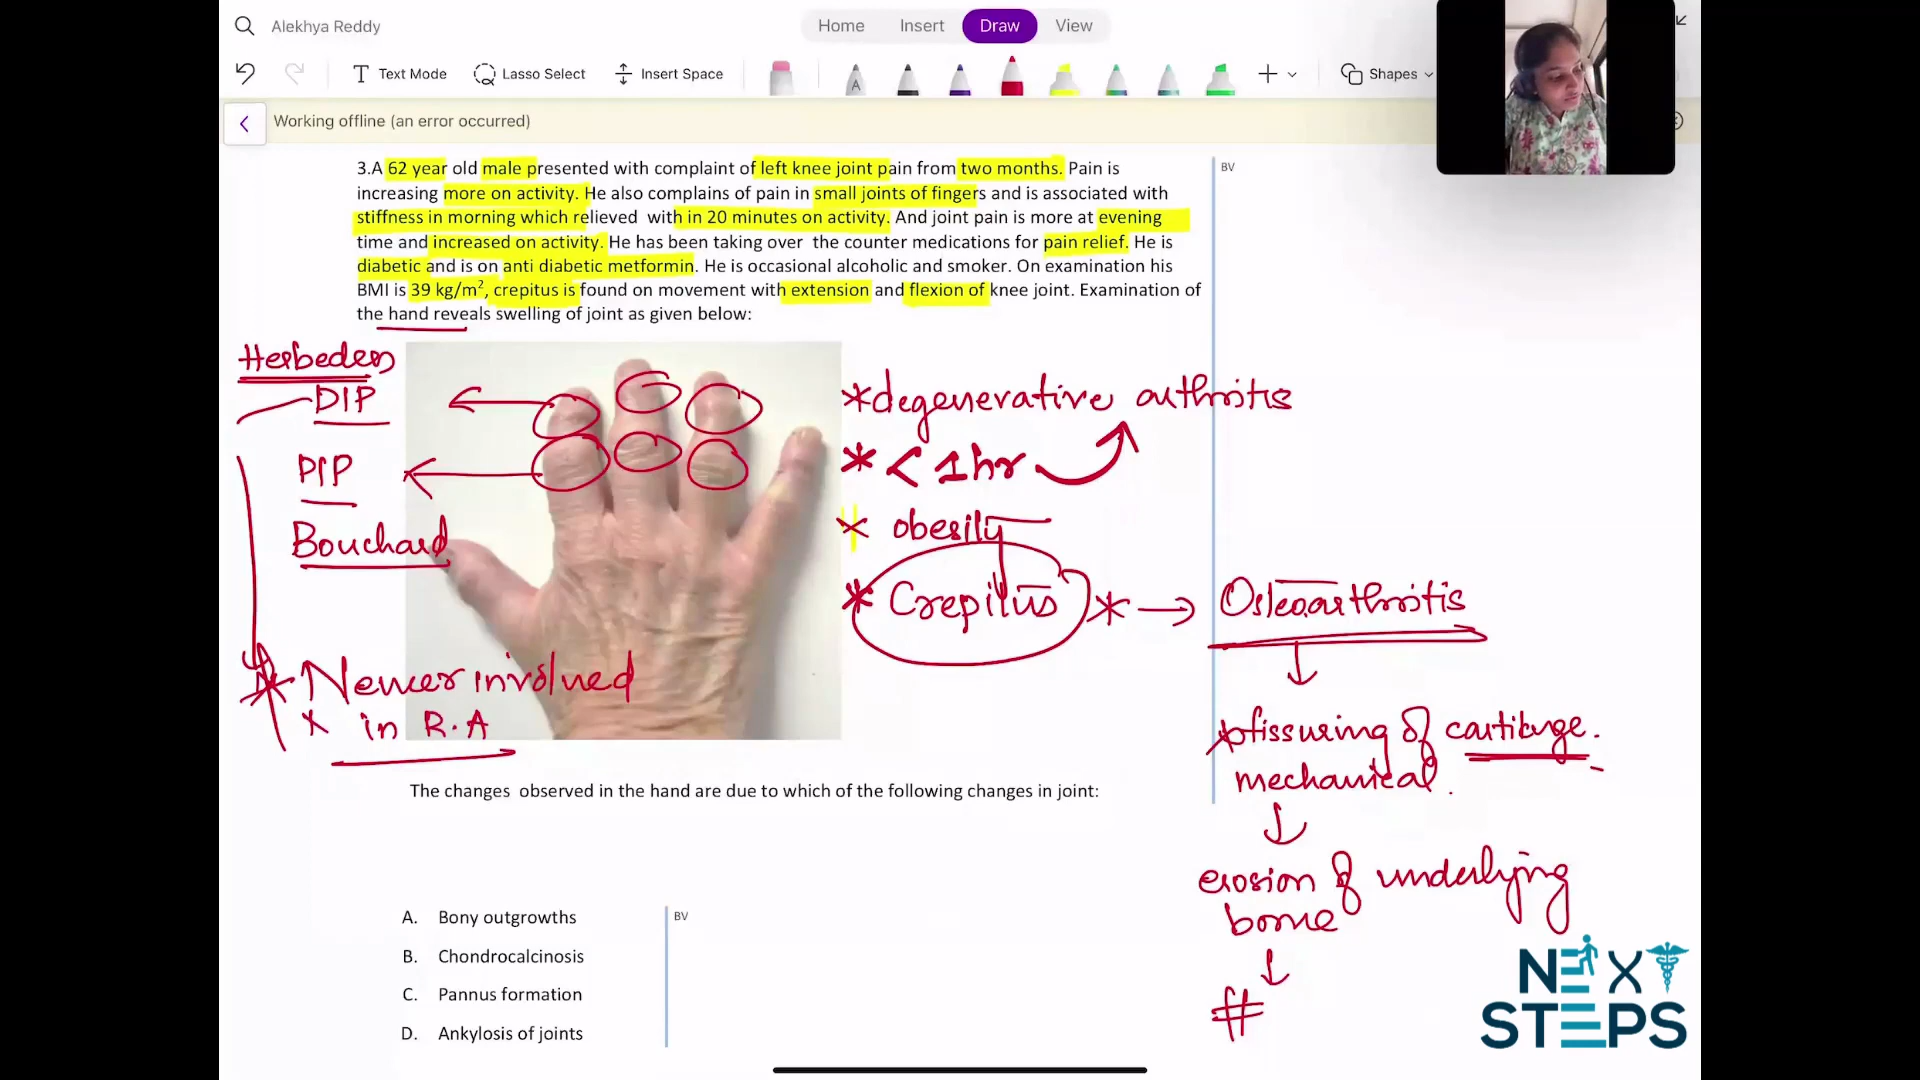 Alekhya Reddy
Home Insert Draw View
Text Mode Lasso Select Insert Space Shapes
Working offline (an error occurred)
3.A 62 year old male presented with complaint of left knee joint pain from two months. Pain is
increasing more on activity. He also complains of pain in small joints of fingers and is associated with
stiffness in morning which relieved with in 20 minutes on activity. And joint pain is more at evening
time and increased on activity. He has been taking over the counter medications for pain relief. He is
diabetic and is on anti diabetic metformin. He is occasional alcoholic and smoker. On examination his
BMI is 39 kg/m², crepitus is found on movement with extension and flexion of knee joint. Examination of
the hand reveals swelling of joint as given below:
BV
Herbedens
DIP
PIP
Bouchard
Never involved
in R.A
*degenerative arthritis
* < 1hr
* obesity
* Crepitus * → Osteoarthritis
fissuring of cartilage.
mechanical.
erosion of underlying
bone
#
The changes observed in the hand are due to which of the following changes in joint:
A. Bony outgrowths
B. Chondrocalcinosis
C. Pannus formation
D. Ankylosis of joints
BV
NEXT
STEPS